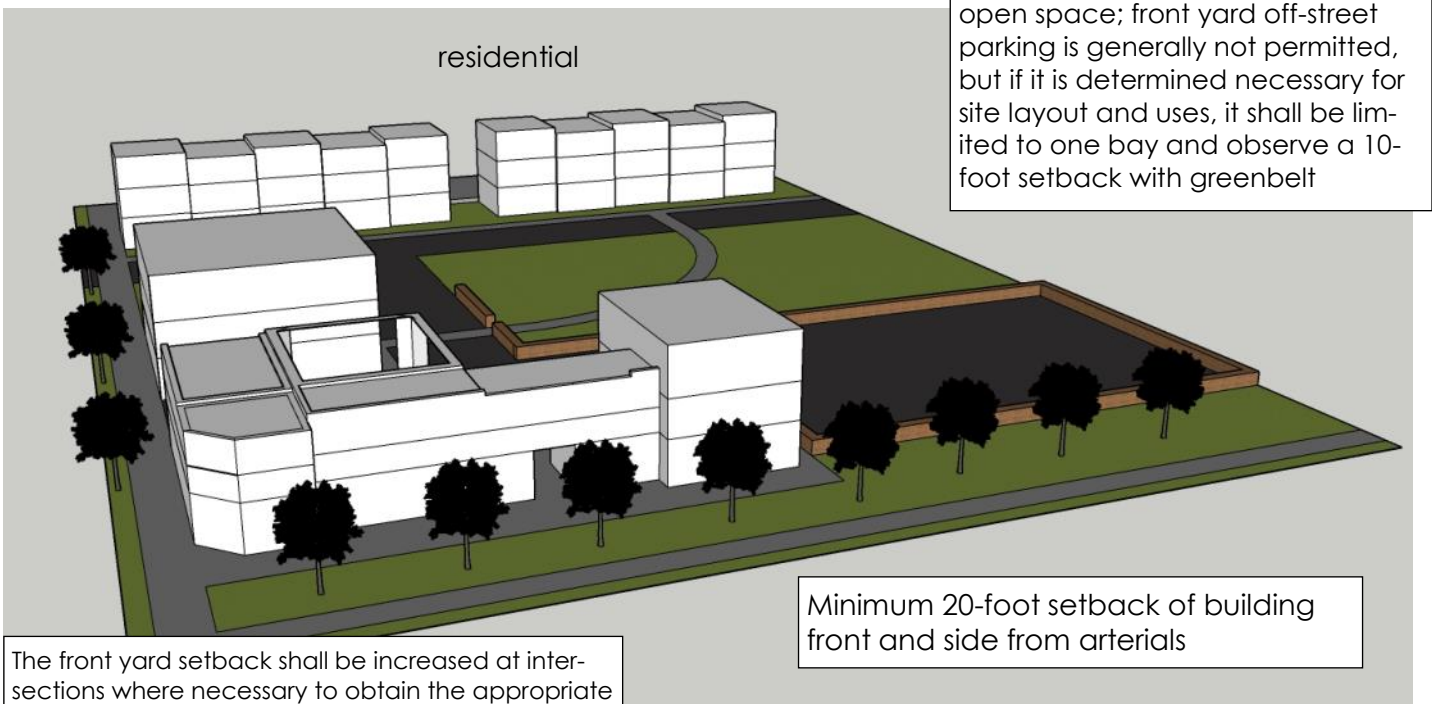 open space; front yard off-street
parking is generally not permitted,
but if it is determined necessary for
site layout and uses, it shall be lim-
ited to one bay and observe a 10-
foot setback with greenbelt
residential
Minimum 20-foot setback of building
front and side from arterials
The front yard setback shall be increased at inter-
sections where necessary to obtain the appropriate